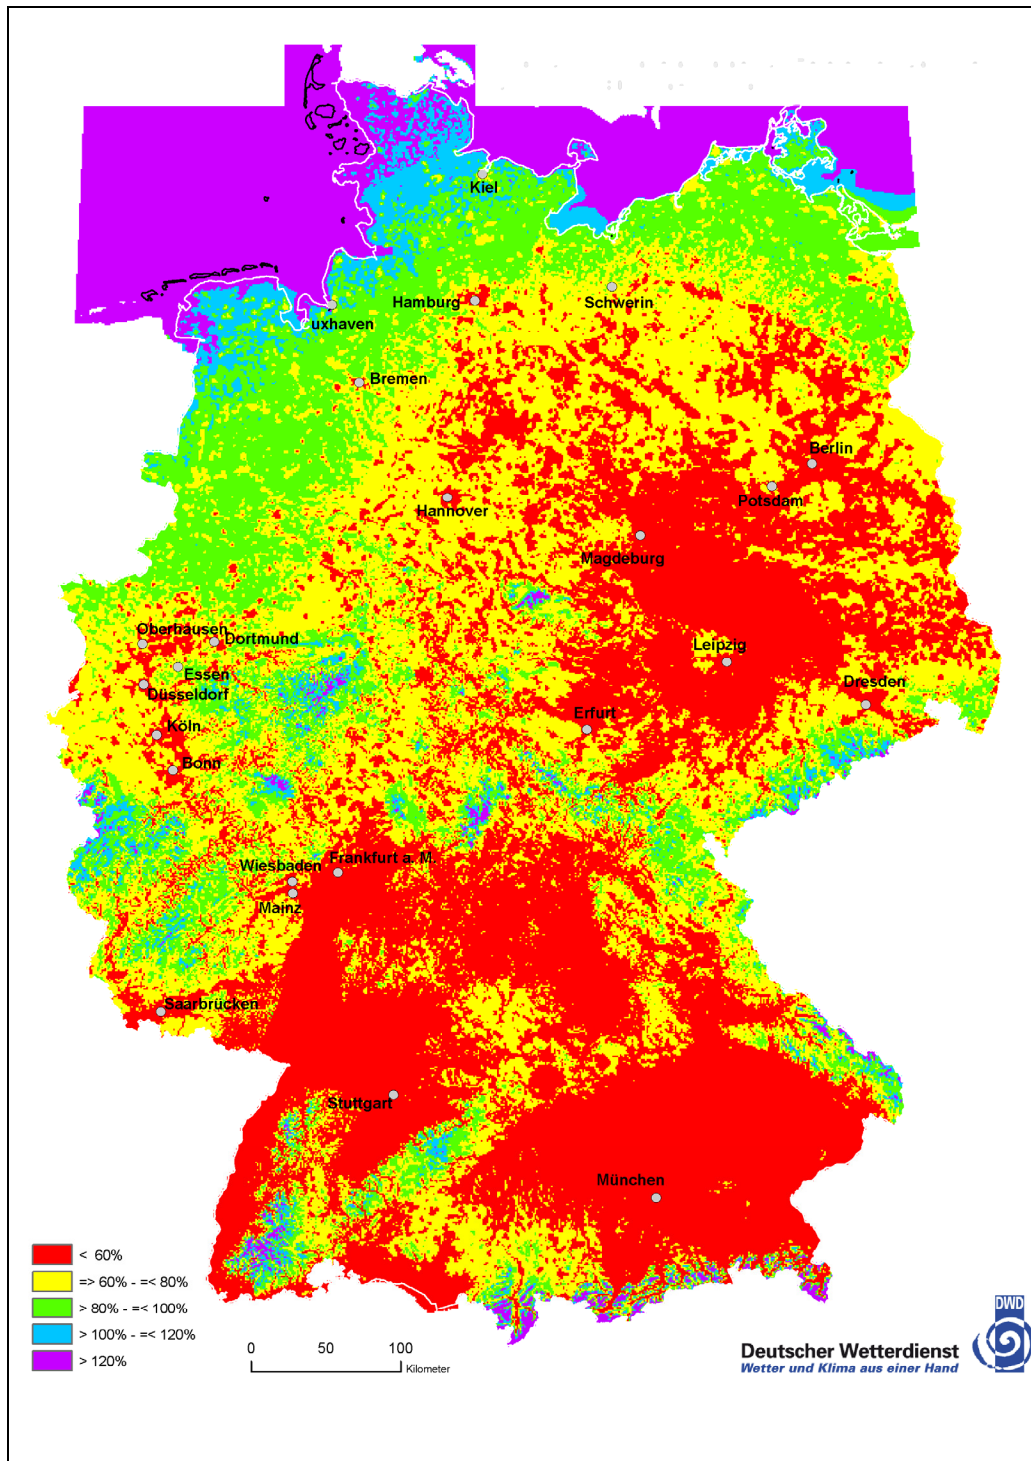 Kiel
Hamburg
Schwerin
Cuxhaven
Bremen
Berlin
Hannover
Potsdam
Magdeburg
Oberhausen
Dortmund
Leipzig
Essen
Düsseldorf
Dresden
Erfurt
Köln
Bonn
Frankfurt a. M.
Wiesbaden
Mainz
Saarbrücken
Stuttgart
München
< 60%
=> 60% - =< 80%
> 80% - =< 100%
> 100% - =< 120%
> 120%
0 50 100
Kilometer
DWD
Deutscher Wetterdienst
Wetter und Klima aus einer Hand